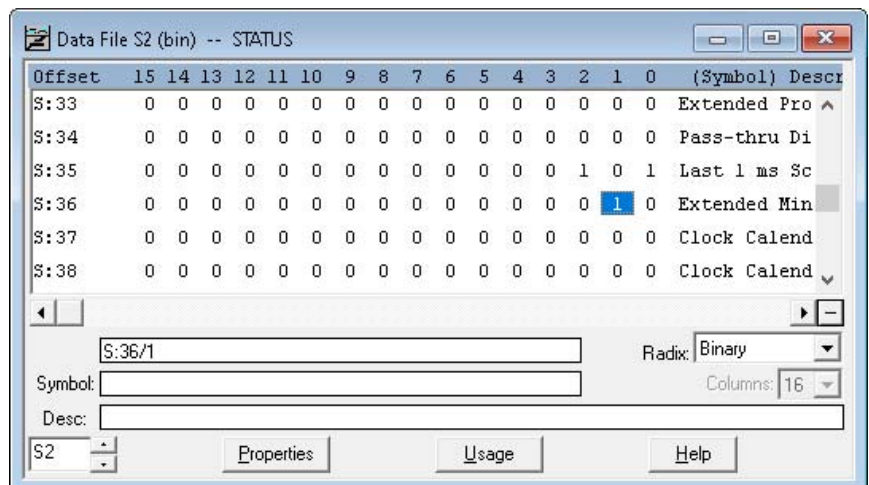 Data File S2 (bin) -- STATUS
Offset 15 14 13 12 11 10 9 8 7 6 5 4 3 2 1 0 (Symbol) Descr
S:33 0 0 0 0 0 0 0 0 0 0 0 0 0 0 0 0 Extended Pro
S:34 0 0 0 0 0 0 0 0 0 0 0 0 0 0 0 0 Pass-thru Di
S:35 0 0 0 0 0 0 0 0 0 0 0 0 0 1 0 1 Last 1 ms Sc
S:36 0 0 0 0 0 0 0 0 0 0 0 0 0 0 1 0 Extended Min
S:37 0 0 0 0 0 0 0 0 0 0 0 0 0 0 0 0 Clock Calend
S:38 0 0 0 0 0 0 0 0 0 0 0 0 0 0 0 0 Clock Calend
S:36/1 Radix: Binary
Symbol: Columns: 16
Desc:
S2 Properties Usage Help